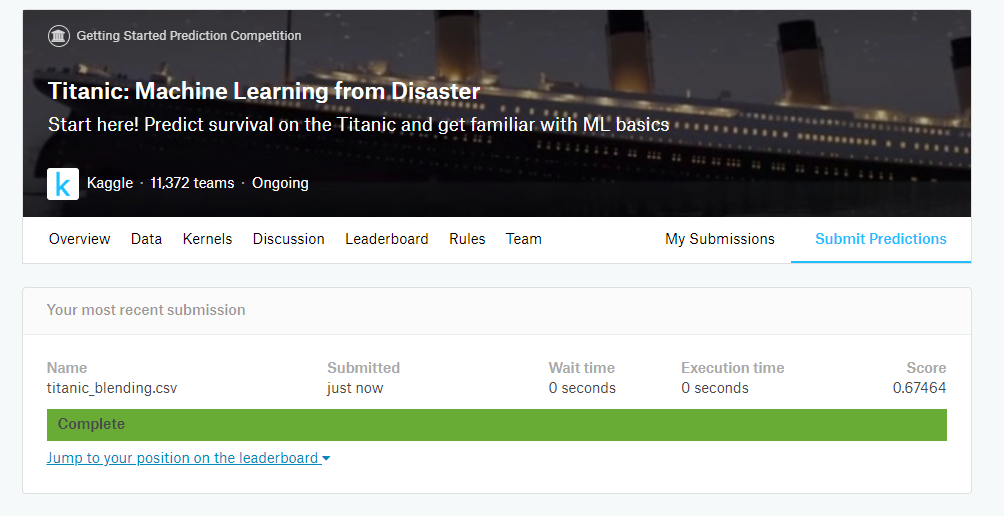 Getting Started Prediction Competition
Titanic: Machine Learning from Disaster
Start here! Predict survival on the Titanic and get familiar with ML basics
k Kaggle · 11,372 teams · Ongoing
Overview Data Kernels Discussion Leaderboard Rules Team My Submissions Submit Predictions
Your most recent submission
Name Submitted Wait time Execution time Score
titanic_blending.csv just now 0 seconds 0 seconds 0.67464
Complete
Jump to your position on the leaderboard